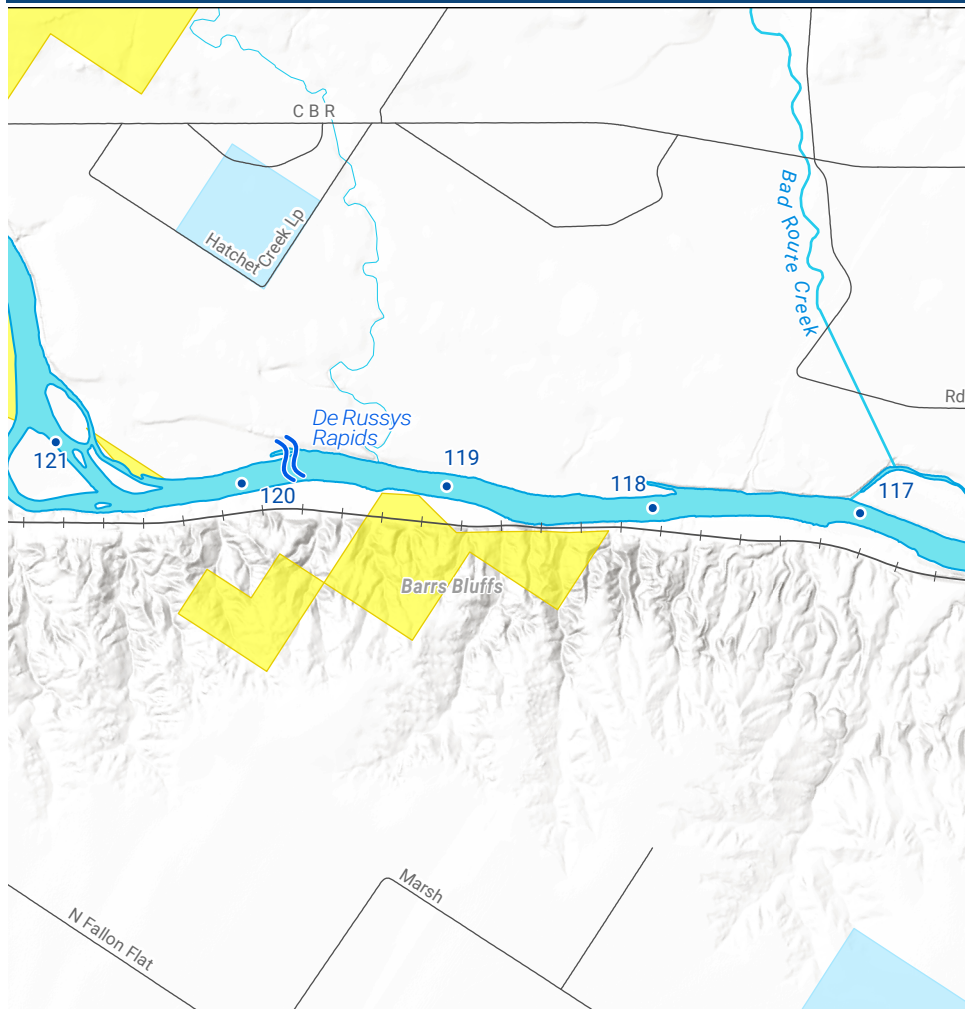 C B R
Bad Route Creek
Hatchet Creek Lp
Rd
De Russys
Rapids
119
121
120
118
117
Barrs Bluffs
Marsh
N Fallon Flat